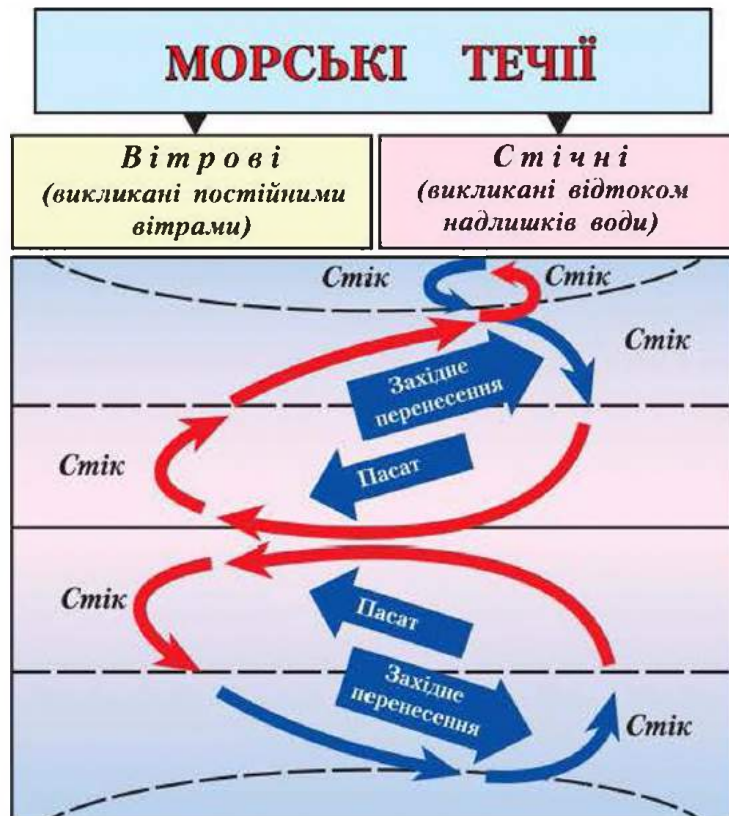 МОРСЬКІ ТЕЧІЇ
Вітрові
(викликані постійними
вітрами)
Стічні
(викликані відтоком
надлишків води)
Стік
Стік
Стік
Західне
перенесення
Пасат
Стік
Стік
Пасат
Західне
перенесення
Стік